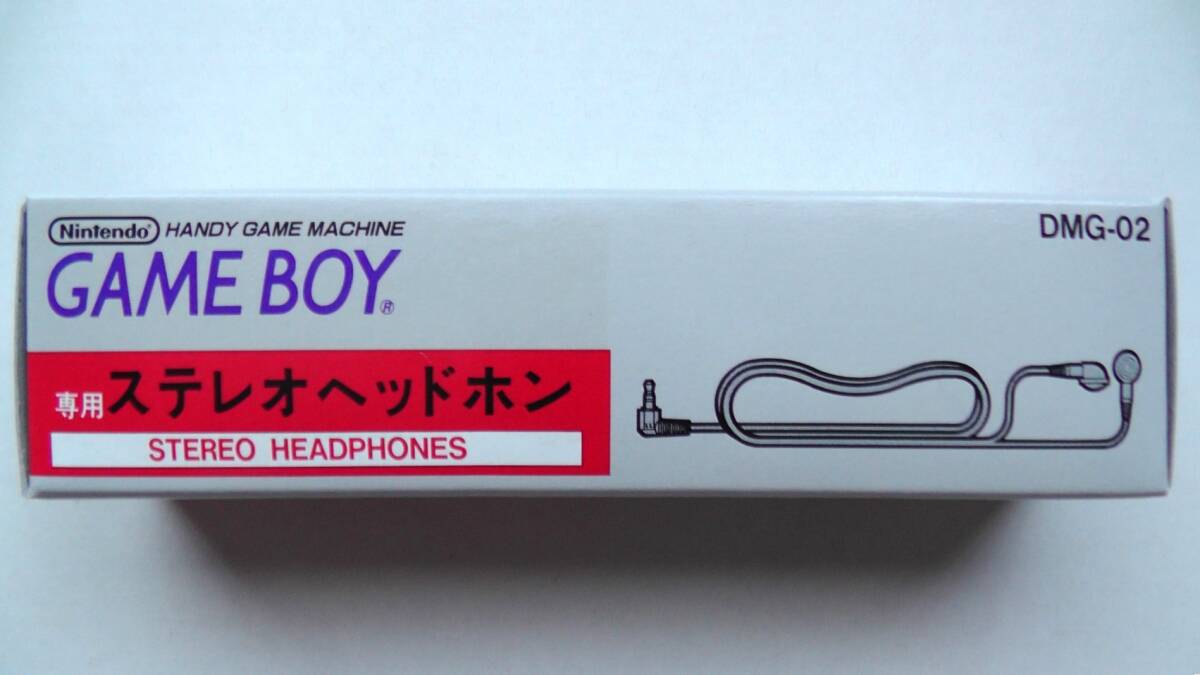 Nintendo® HANDY GAME MACHINE
GAME BOY®
DMG-02
専用ステレオヘッドホン
STEREO HEADPHONES